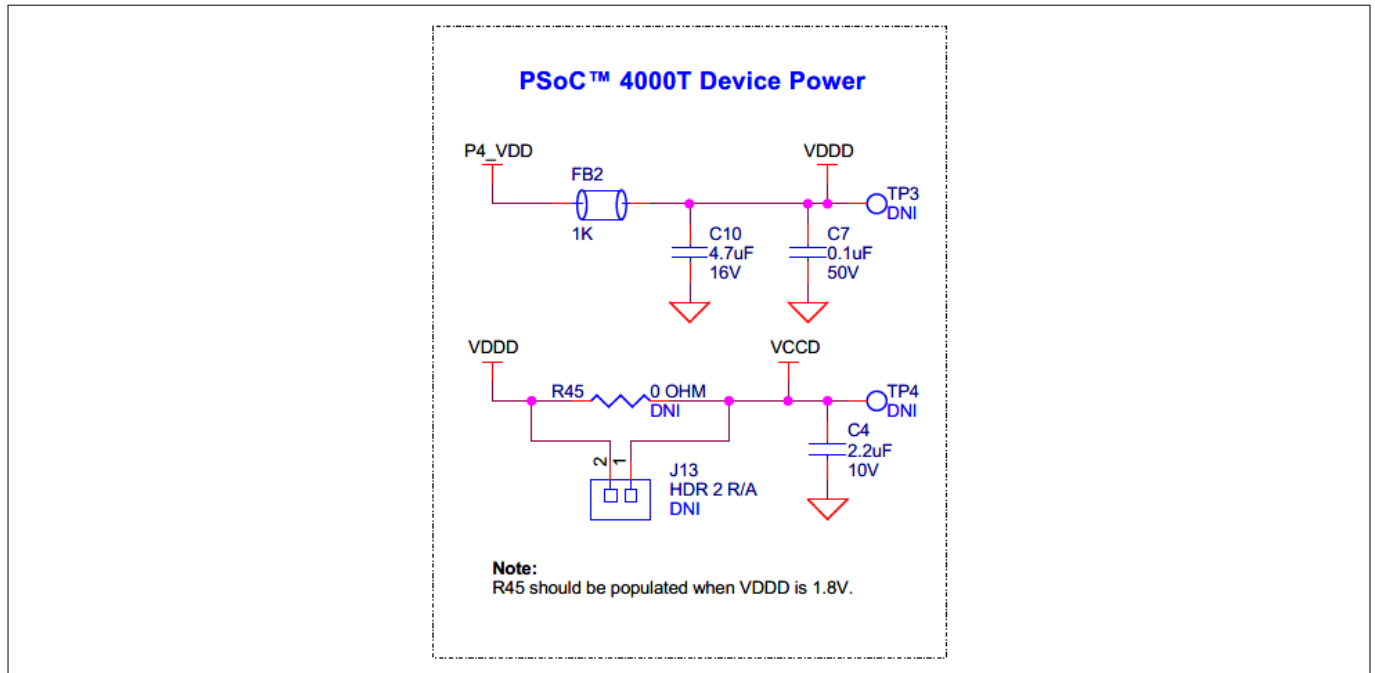 PSoC™ 4000T Device Power
P4_VDD
VDDD
FB2
TP3
DNI
1K
C10
4.7uF
16V
C7
0.1uF
50V
VDDD
VCCD
R45
0 OHM
DNI
TP4
DNI
C4
2.2uF
10V
2
1
J13
HDR 2 R/A
DNI
Note:
R45 should be populated when VDDD is 1.8V.